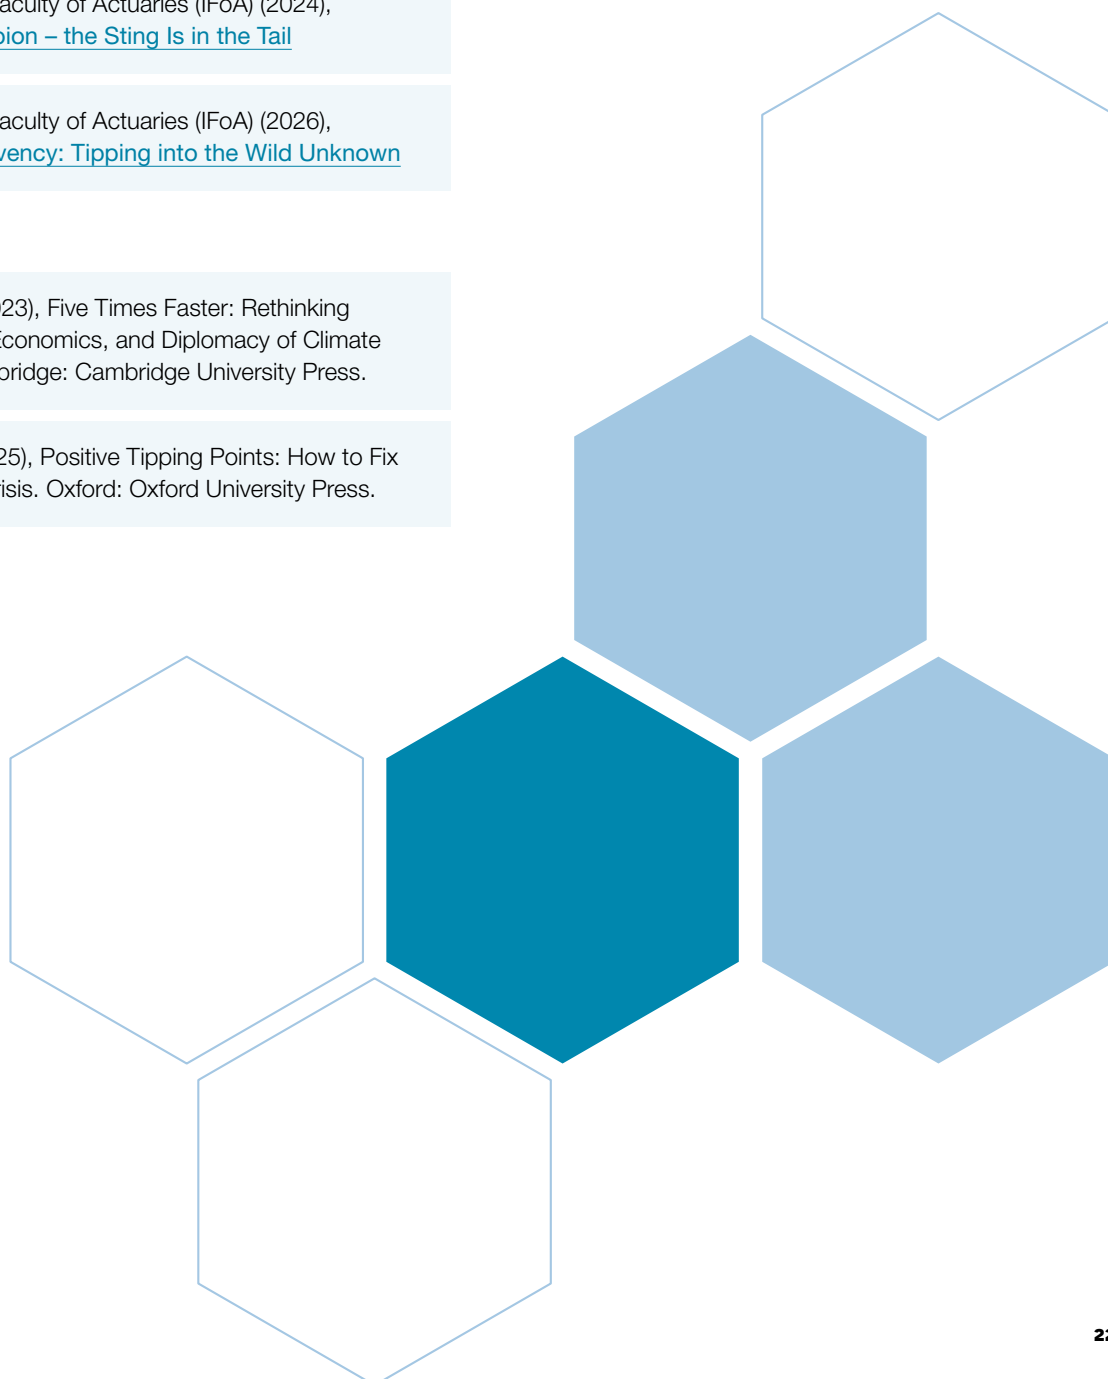 aculty of Actuaries (IFoA) (2024),
– the Sting Is in the Tail
aculty of Actuaries (IFoA) (2026),
vency: Tipping into the Wild Unknown
23), Five Times Faster: Rethinking
Economics, and Diplomacy of Climate
bridge: Cambridge University Press.
25), Positive Tipping Points: How to Fix
risis. Oxford: Oxford University Press.
22